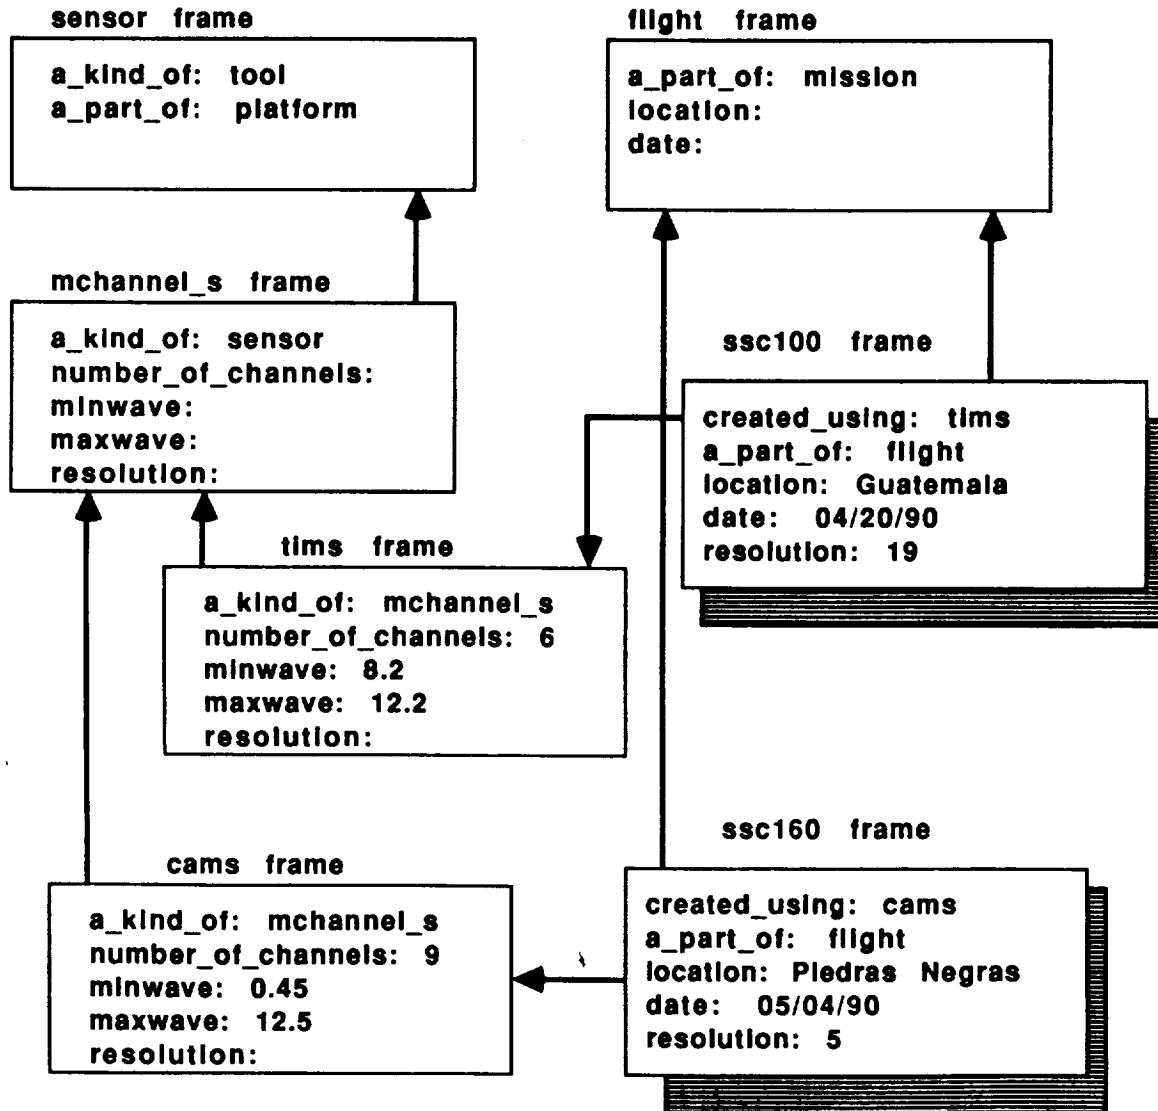 sensor frame
a_kind_of: tool
a_part_of: platform
flight frame
a_part_of: mission
location:
date:
mchannel_s frame
a_kind_of: sensor
number_of_channels:
minwave:
maxwave:
resolution:
ssc100 frame
created_using: tims
a_part_of: flight
location: Guatemala
date: 04/20/90
resolution: 19
tims frame
a_kind_of: mchannel_s
number_of_channels: 6
minwave: 8.2
maxwave: 12.2
resolution:
cams frame
a_kind_of: mchannel_s
number_of_channels: 9
minwave: 0.45
maxwave: 12.5
resolution:
ssc160 frame
created_using: cams
a_part_of: flight
location: Piedras Negras
date: 05/04/90
resolution: 5